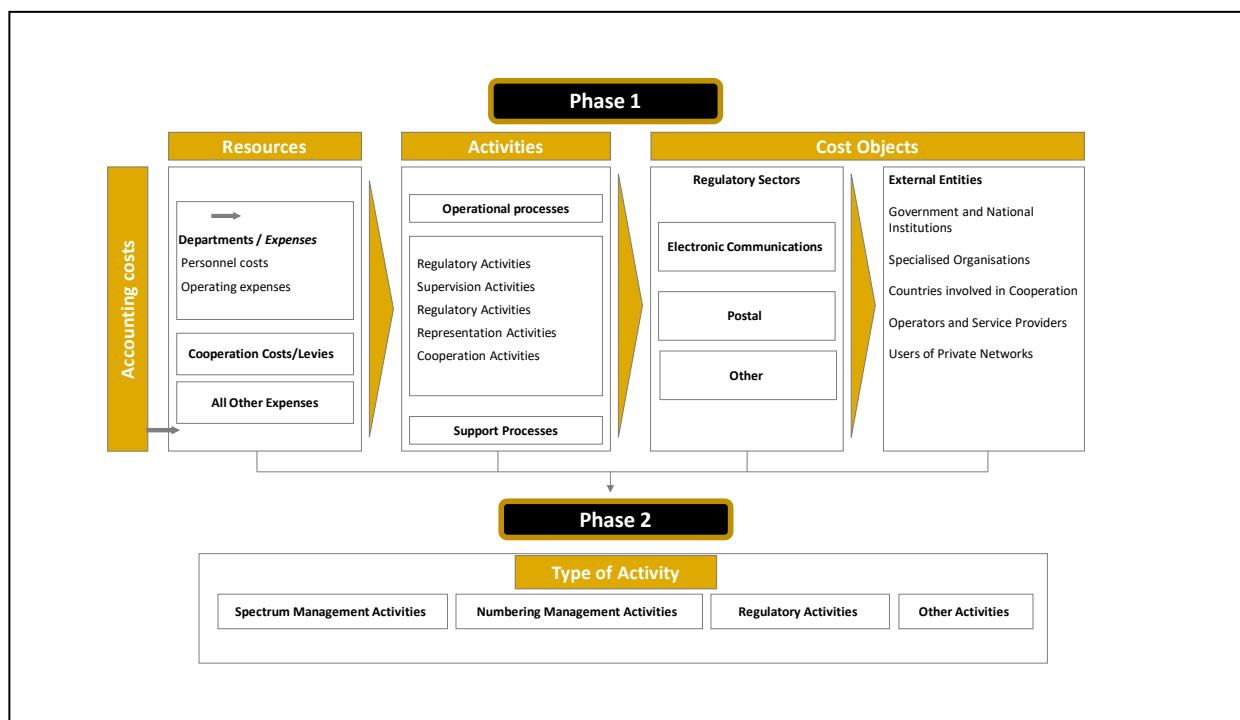 Phase 1
Resources
Activities
Cost Objects
Accounting costs
Departments / Expenses
Personnel costs
Operating expenses
Cooperation Costs/Levies
All Other Expenses
Operational processes
Regulatory Activities
Supervision Activities
Regulatory Activities
Representation Activities
Cooperation Activities
Support Processes
Regulatory Sectors
Electronic Communications
Postal
Other
External Entities
Government and National
Institutions
Specialised Organisations
Countries involved in Cooperation
Operators and Service Providers
Users of Private Networks
Phase 2
Type of Activity
Spectrum Management Activities
Numbering Management Activities
Regulatory Activities
Other Activities